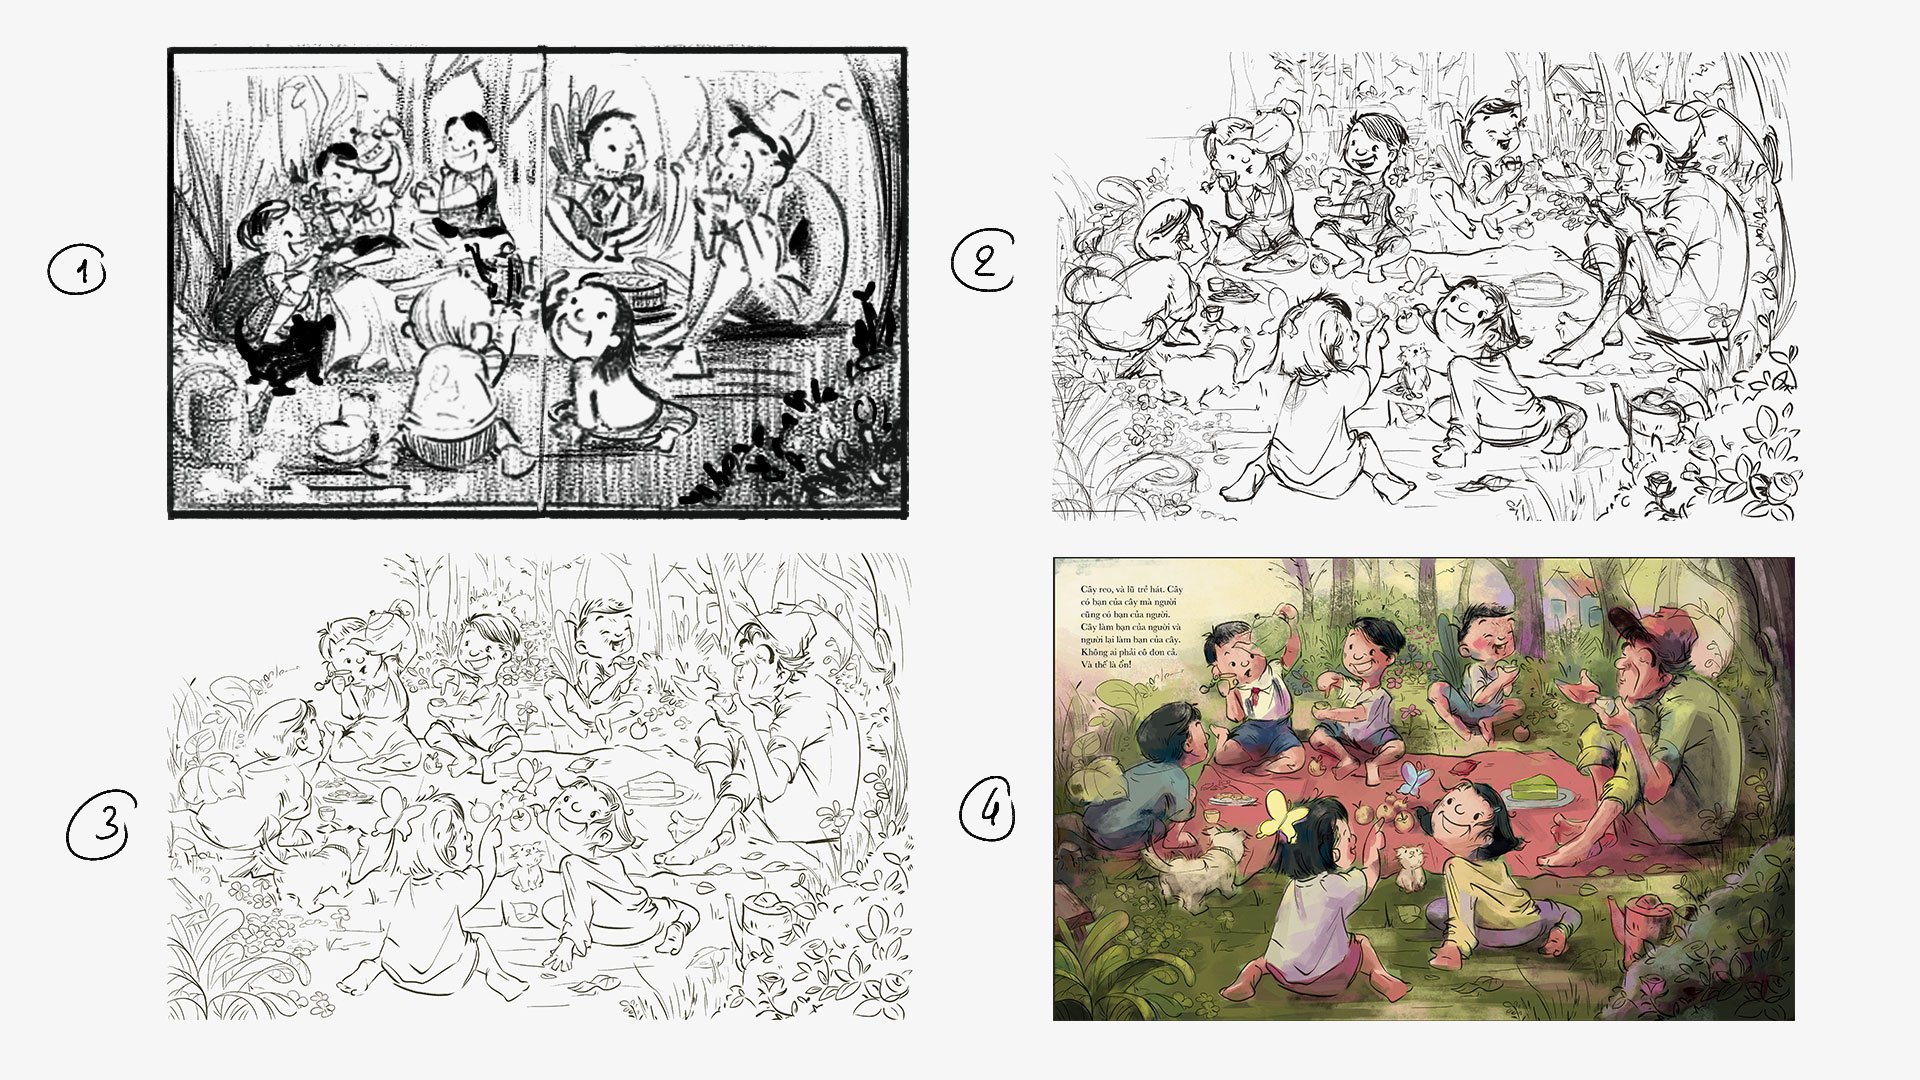 1
2
3
4
Cây reo, và lũ trẻ hát. Cây
có bạn của cây mà người
cũng có bạn của người.
Cây làm bạn của người và
người lại làm bạn của cây.
Không ai phải cô đơn cả.
Và thế là ổn!